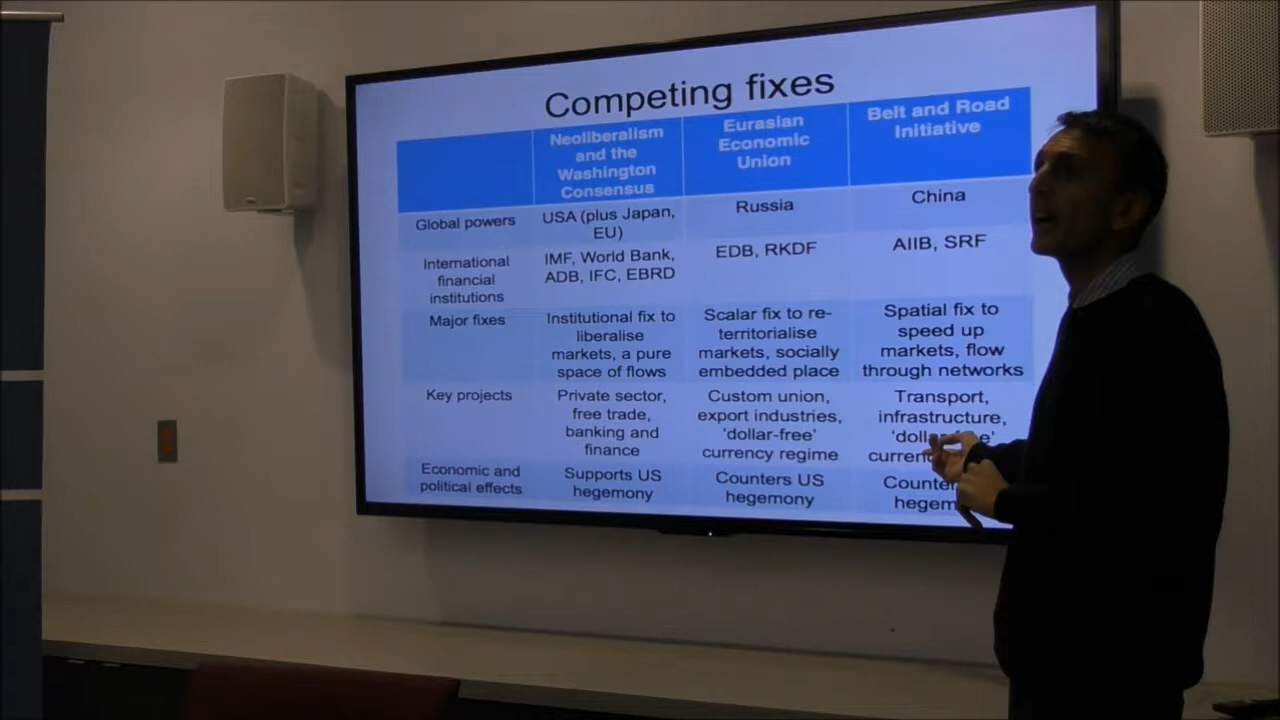 Competing fixes
Neoliberalism
and the
Washington
Consensus
Eurasian
Economic
Union
Belt and Road
Initiative
Global powers
USA (plus Japan,
EU)
Russia
China
International
financial
institutions
IMF, World Bank,
ADB, IFC, EBRD
EDB, RKDF
AIIB, SRF
Major fixes
Institutional fix to
liberalise
markets, a pure
space of flows
Scalar fix to re-
territorialise
markets, socially
embedded place
Spatial fix to
speed up
markets, flow
through networks
Key projects
Private sector,
free trade,
banking and
finance
Custom union,
export industries,
'dollar-free'
currency regime
Transport,
infrastructure,
Economic and
political effects
Supports US
hegemony
Counters US
hegemony